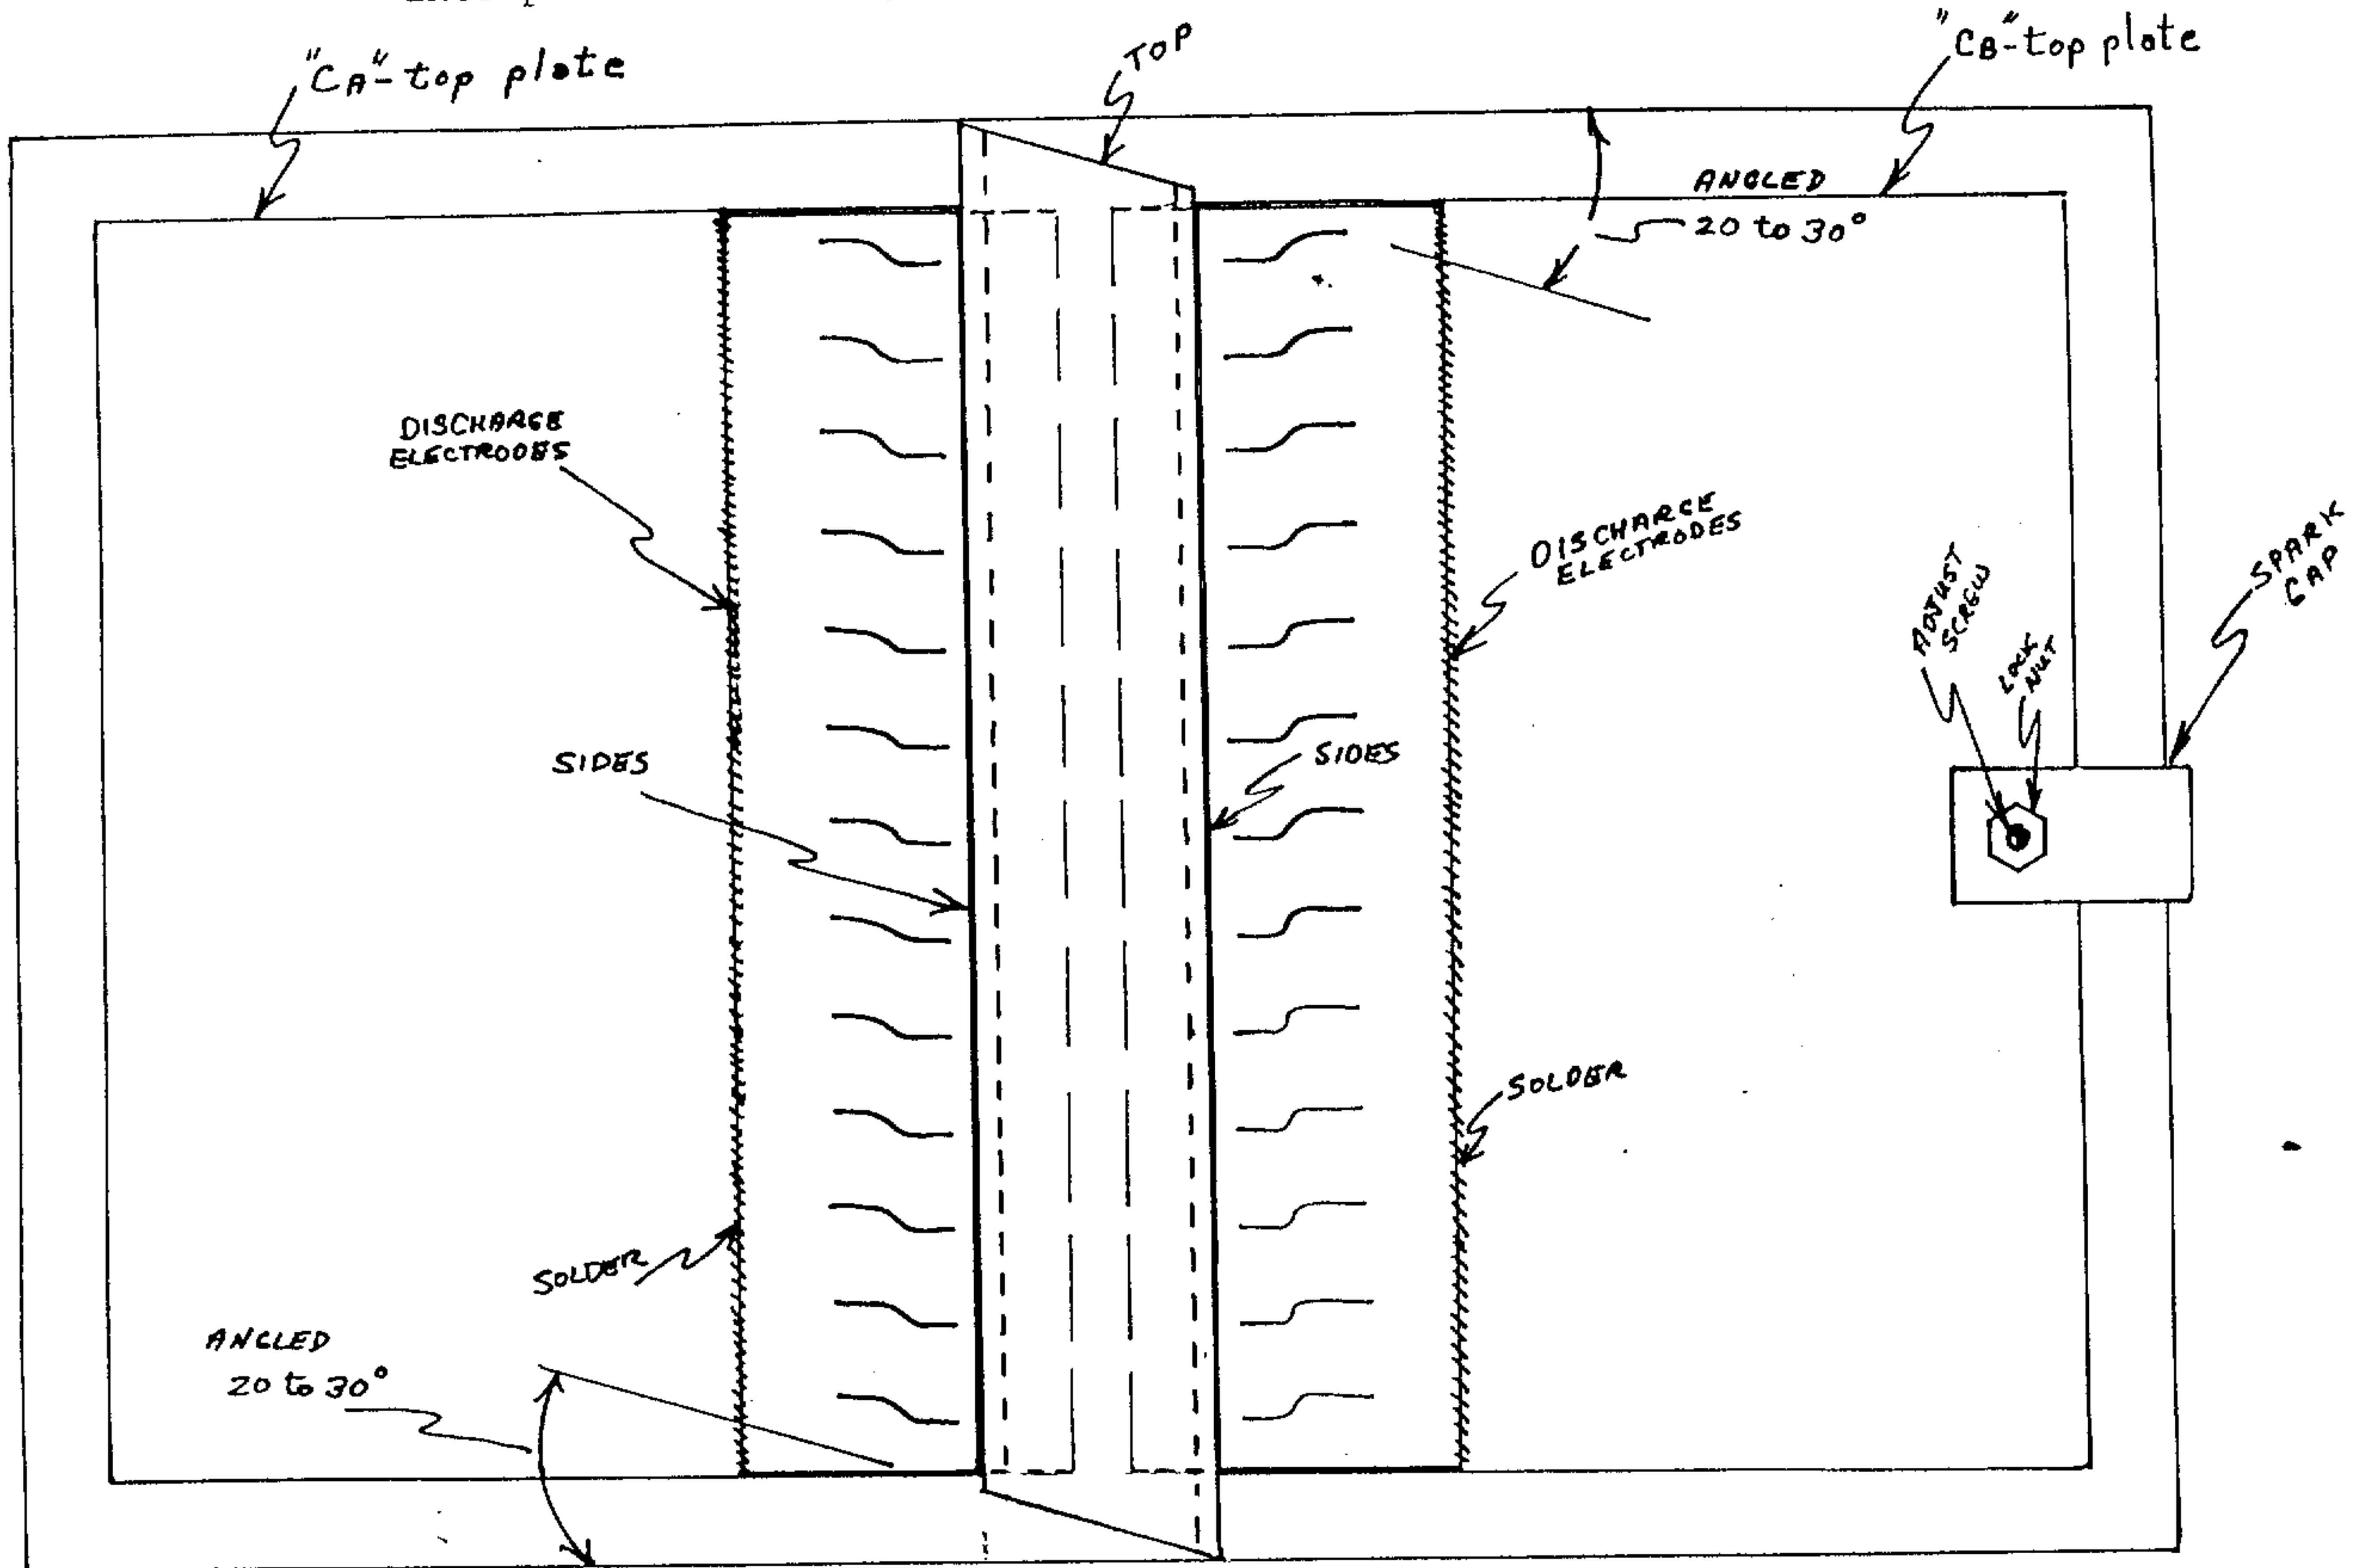 "CA"-top plate
TOP
"CB"-top plate
ANGLED
20 to 30°
DISCHARGE
ELECTRODES
DISCHARGE
ELECTRODES
ADJUST
SCREW
LOCK
NUT
SPARK
GAP
SIDES
SIDES
SOLDER
SOLDER
ANGLED
20 to 30°